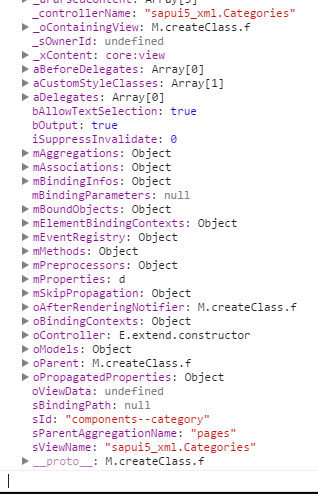 _controllerName: "sapui5_xml.Categories"
▶ _oContainingView: M.createClass.f
_sOwnerId: undefined
▶ _xContent: core:view
▶ aBeforeDelegates: Array[0]
▶ aCustomStyleClasses: Array[1]
▶ aDelegates: Array[0]
bAllowTextSelection: true
bOutput: true
iSuppressInvalidate: 0
▶ mAggregations: Object
▶ mAssociations: Object
▶ mBindingInfos: Object
mBindingParameters: null
▶ mBoundObjects: Object
▶ mElementBindingContexts: Object
▶ mEventRegistry: Object
▶ mMethods: Object
▶ mPreprocessors: Object
▶ mProperties: d
▶ mSkipPropagation: Object
▶ oAfterRenderingNotifier: M.createClass.f
▶ oBindingContexts: Object
▶ oController: E.extend.constructor
▶ oModels: Object
▶ oParent: M.createClass.f
▶ oPropagatedProperties: Object
oViewData: undefined
sBindingPath: null
sId: "components--category"
sParentAggregationName: "pages"
sViewName: "sapui5_xml.Categories"
▶ __proto__: M.createClass.f